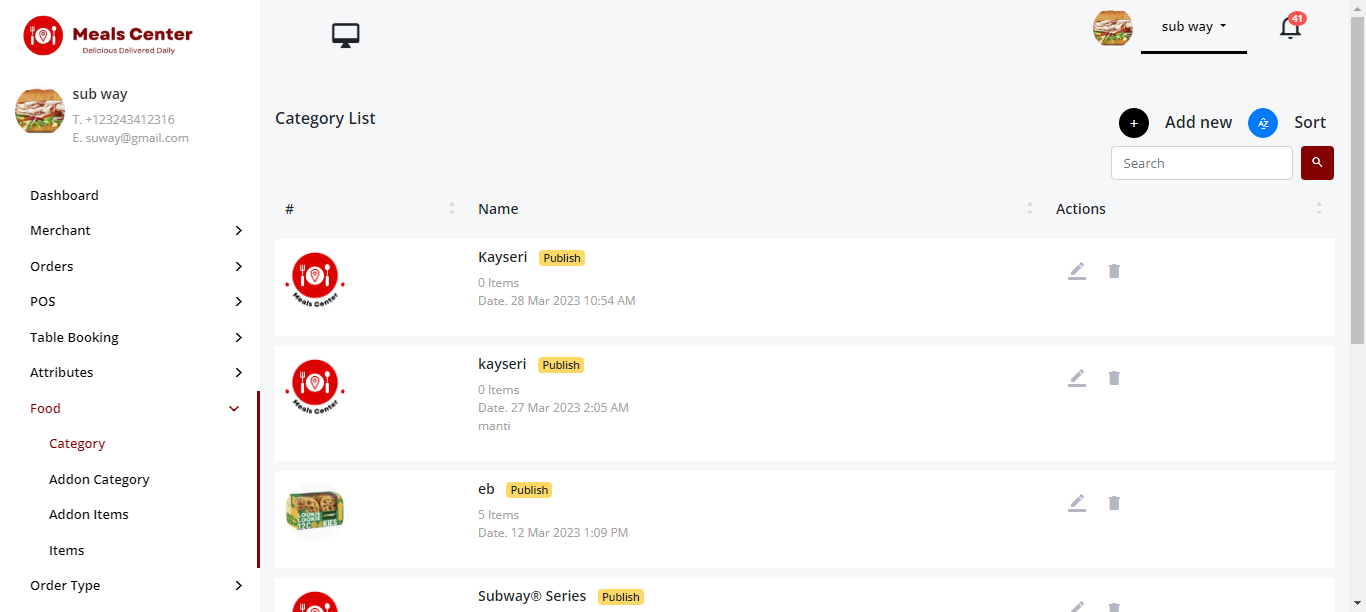 Meals Center
Delicious Delivered Daily
sub way
41
sub way
T. +123243412316
E. suway@gmail.com
Dashboard
Merchant
Orders
POS
Table Booking
Attributes
Food
Category
Addon Category
Addon Items
Items
Order Type
Category List
+ Add new
AZ Sort
Search
# Name Actions
Meals Center
Kayseri Publish
0 Items
Date. 28 Mar 2023 10:54 AM
Meals Center
kayseri Publish
0 Items
Date. 27 Mar 2023 2:05 AM
manti
eb Publish
5 Items
Date. 12 Mar 2023 1:09 PM
Subway® Series Publish